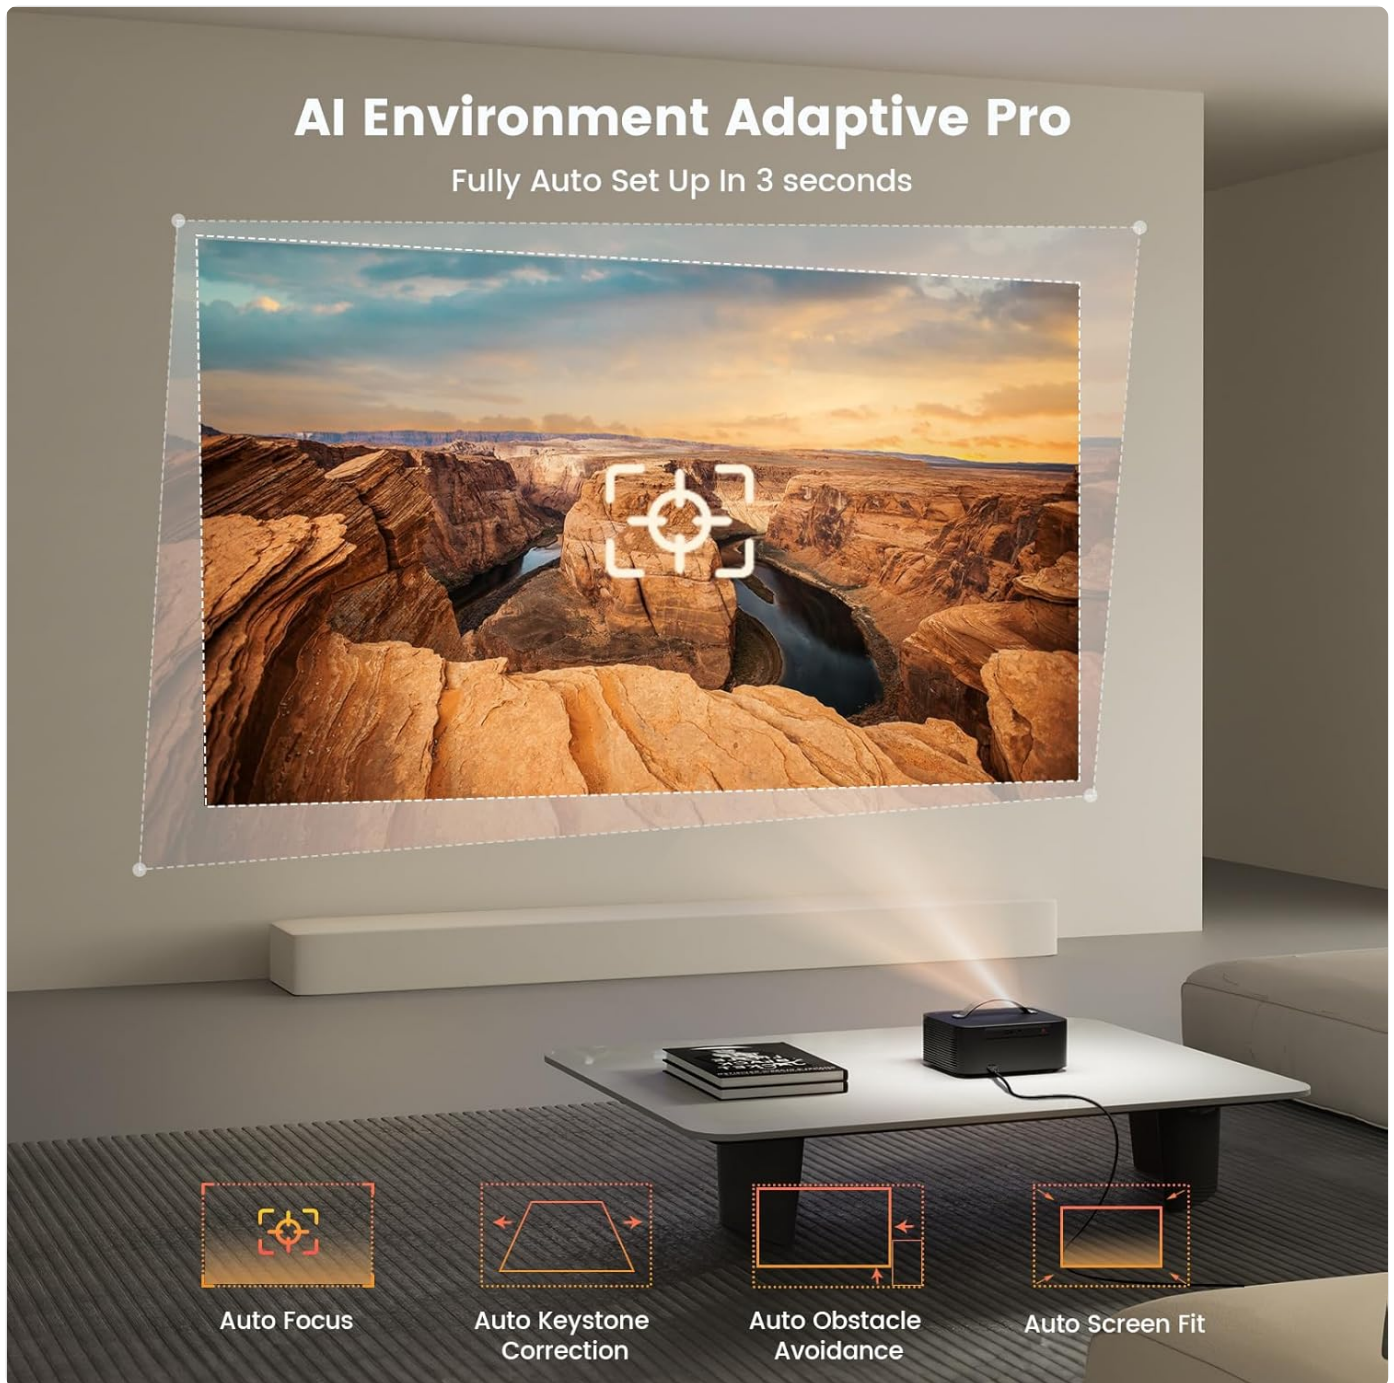 AI Environment Adaptive Pro
Fully Auto Set Up In 3 seconds
Auto Focus
Auto Keystone
Correction
Auto Obstacle
Avoidance
Auto Screen Fit